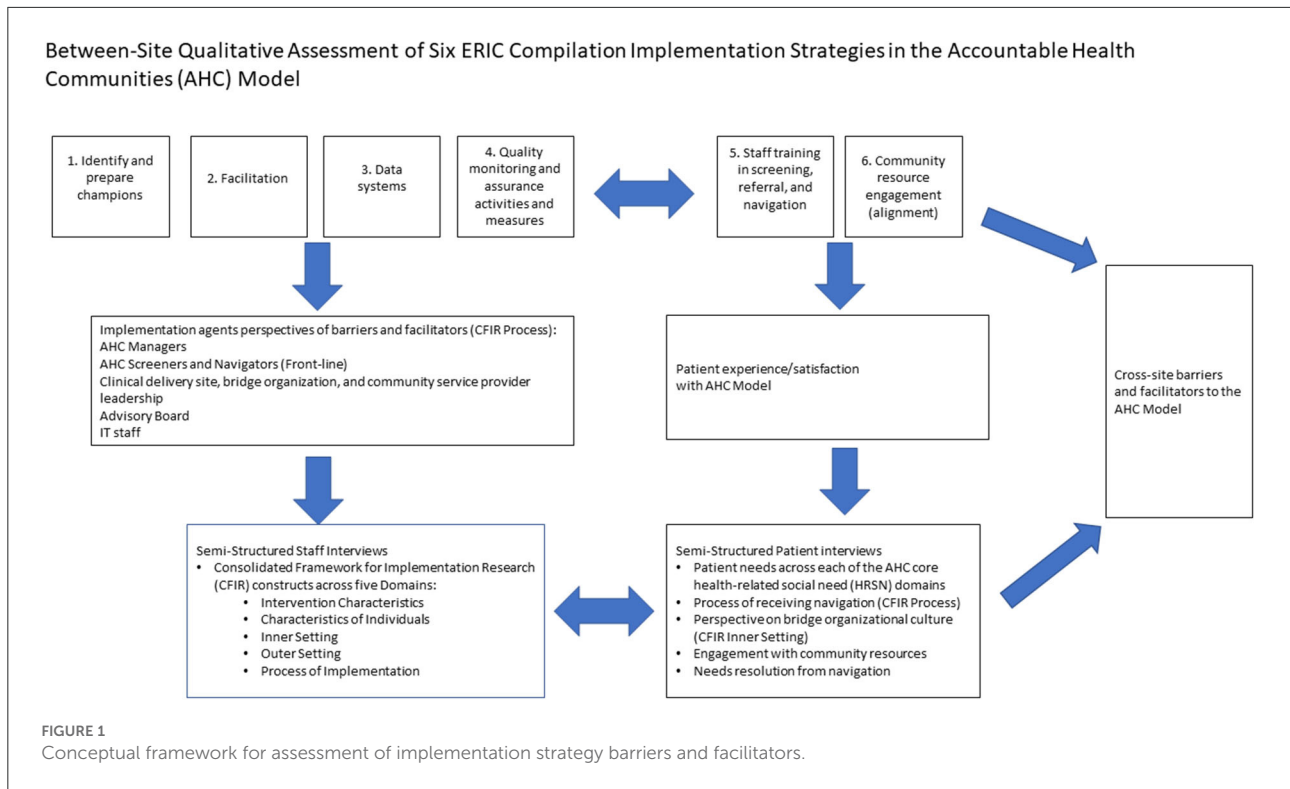 Between-Site Qualitative Assessment of Six ERIC Compilation Implementation Strategies in the Accountable Health
Communities (AHC) Model
1. Identify and
prepare
champions
2. Facilitation
3. Data
systems
4. Quality
monitoring and
assurance
activities and
measures
5. Staff training
in screening,
referral, and
navigation
6. Community
resource
engagement
(alignment)
Implementation agents perspectives of barriers and facilitators (CFIR Process):
AHC Managers
AHC Screeners and Navigators (Front-line)
Clinical delivery site, bridge organization, and community service provider
leadership
Advisory Board
IT staff
Patient experience/satisfaction
with AHC Model
Cross-site barriers
and facilitators to the
AHC Model
Semi-Structured Staff Interviews
• Consolidated Framework for Implementation Research
(CFIR) constructs across five Domains:
• Intervention Characteristics
• Characteristics of Individuals
• Inner Setting
• Outer Setting
• Process of Implementation
Semi-Structured Patient interviews
• Patient needs across each of the AHC core
health-related social need (HRSN) domains
• Process of receiving navigation (CFIR Process)
• Perspective on bridge organizational culture
(CFIR Inner Setting)
• Engagement with community resources
• Needs resolution from navigation
FIGURE 1
Conceptual framework for assessment of implementation strategy barriers and facilitators.